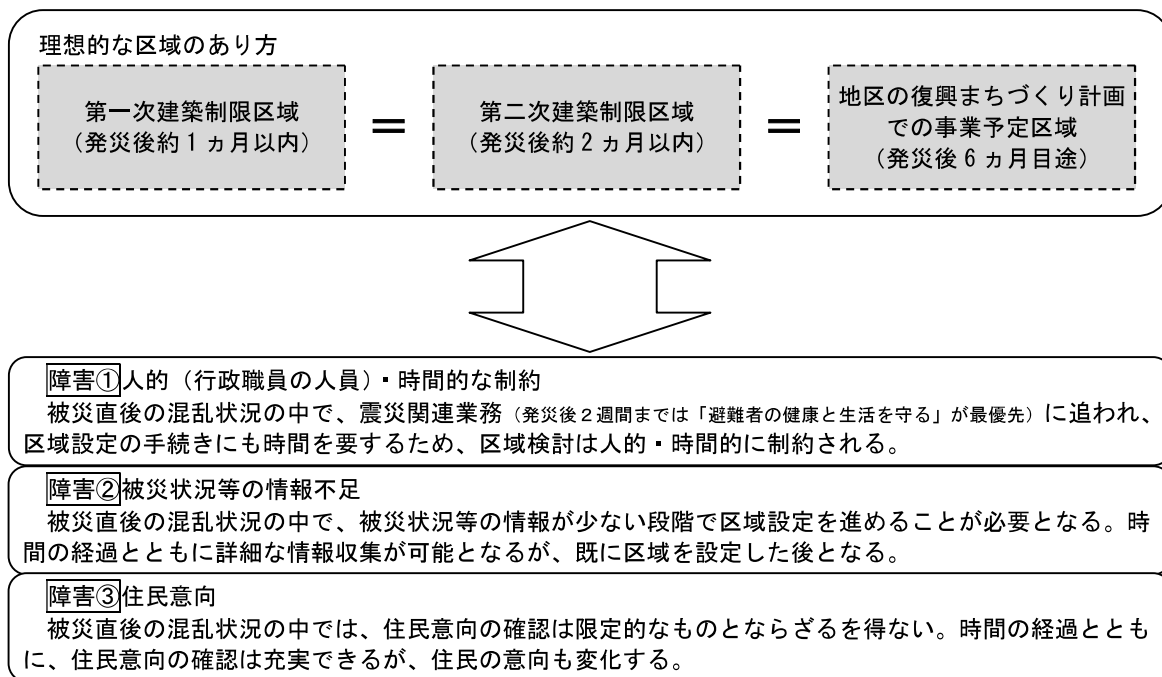 理想的な区域のあり方
第一次建築制限区域
（発災後約１ヵ月以内）
＝
第二次建築制限区域
（発災後約２ヵ月以内）
＝
地区の復興まちづくり計画
での事業予定区域
（発災後６ヵ月目途）
障害①人的（行政職員の人員）・時間的な制約
被災直後の混乱状況の中で、震災関連業務（発災後２週間までは「避難者の健康と生活を守る」が最優先）に追われ、
区域設定の手続きにも時間を要するため、区域検討は人的・時間的に制約される。
障害②被災状況等の情報不足
被災直後の混乱状況の中で、被災状況等の情報が少ない段階で区域設定を進めることが必要となる。時
間の経過とともに詳細な情報収集が可能となるが、既に区域を設定した後となる。
障害③住民意向
被災直後の混乱状況の中では、住民意向の確認は限定的なものとならざるを得ない。時間の経過ととも
に、住民意向の確認は充実できるが、住民の意向も変化する。